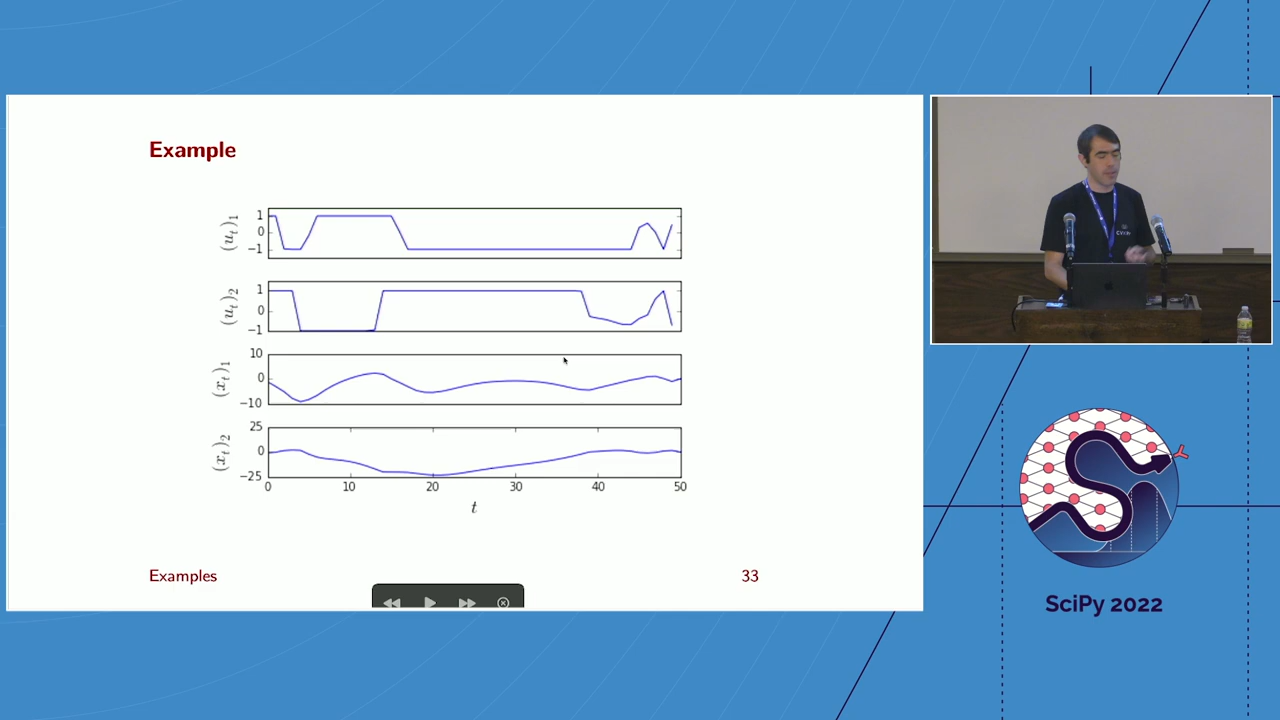 Example
(u_t)_1
1
0
−1
(u_t)_2
1
0
−1
(x_t)_1
10
0
−10
(x_t)_2
25
0
−25
0 10 20 30 40 50
t
Examples 33
SciPy 2022